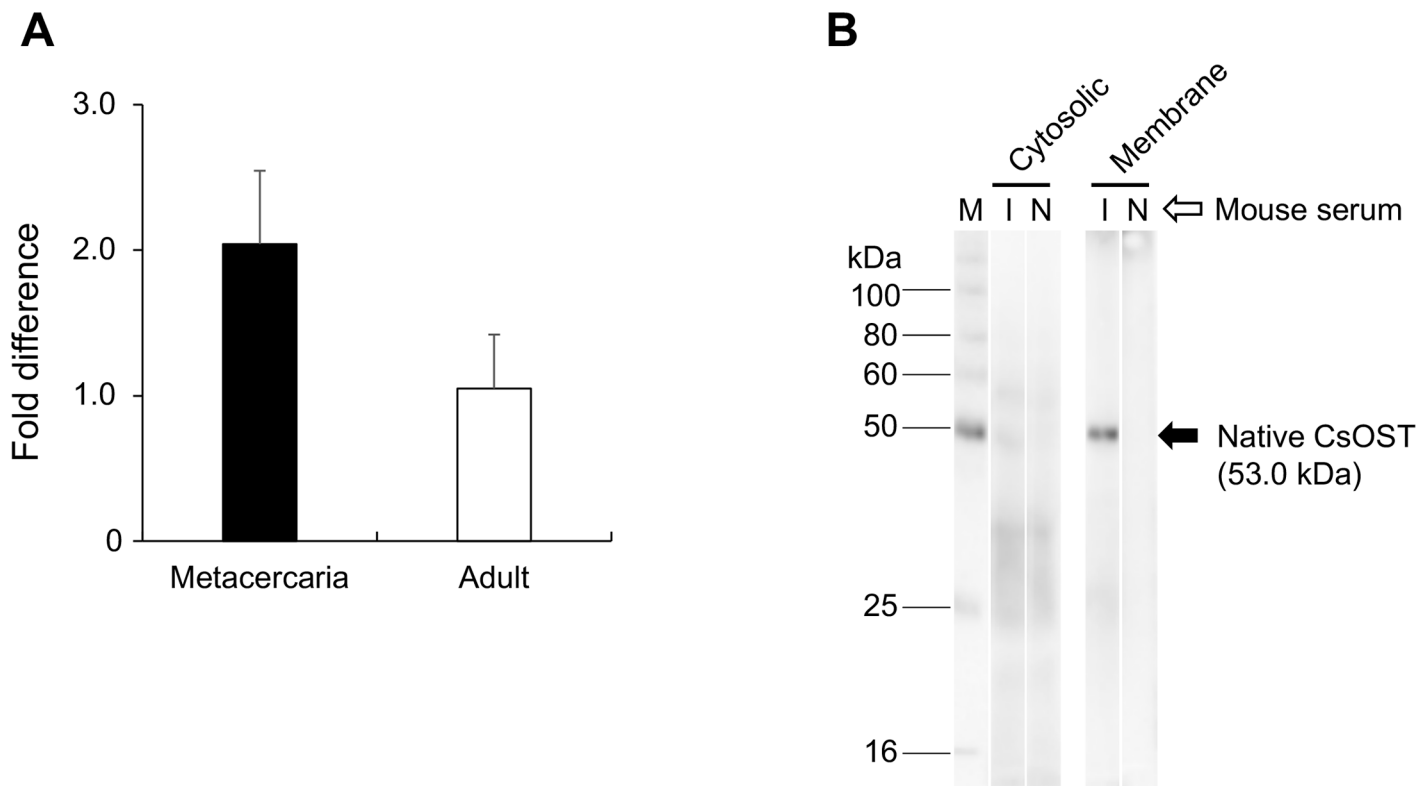 A
Fold difference
3.0
2.0
1.0
0
Metacercaria
Adult
B
Cytosolic
Membrane
M
I N
I N
Mouse serum
kDa
100
80
60
50
25
16
Native CsOST
(53.0 kDa)